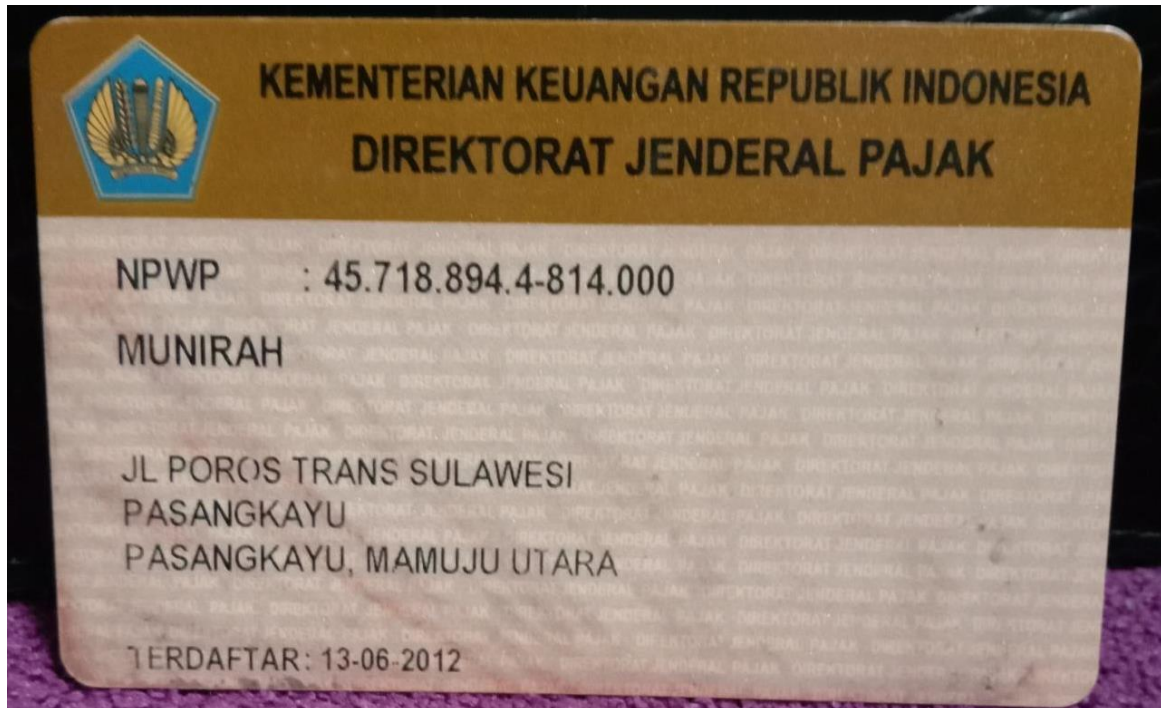 KEMENTERIAN KEUANGAN REPUBLIK INDONESIA
DIREKTORAT JENDERAL PAJAK
NPWP : 45.718.894.4-814.000
MUNIRAH
JL POROS TRANS SULAWESI
PASANGKAYU
PASANGKAYU, MAMUJU UTARA
TERDAFTAR: 13-06-2012